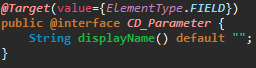 @Target(value={ElementType.FIELD})
public @interface CD_Parameter {
    String displayName() default "";
}